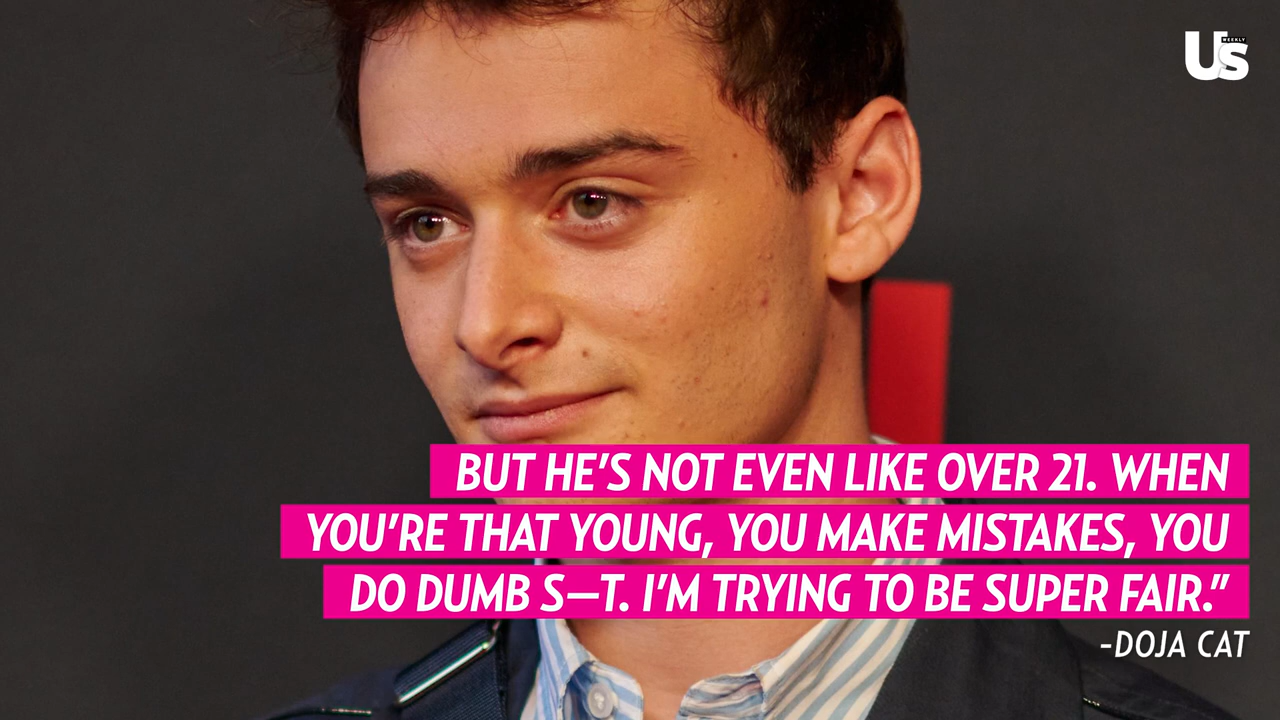 Us
WEEKLY
BUT HE'S NOT EVEN LIKE OVER 21. WHEN
YOU'RE THAT YOUNG, YOU MAKE MISTAKES, YOU
DO DUMB S—T. I'M TRYING TO BE SUPER FAIR.”
-DOJA CAT